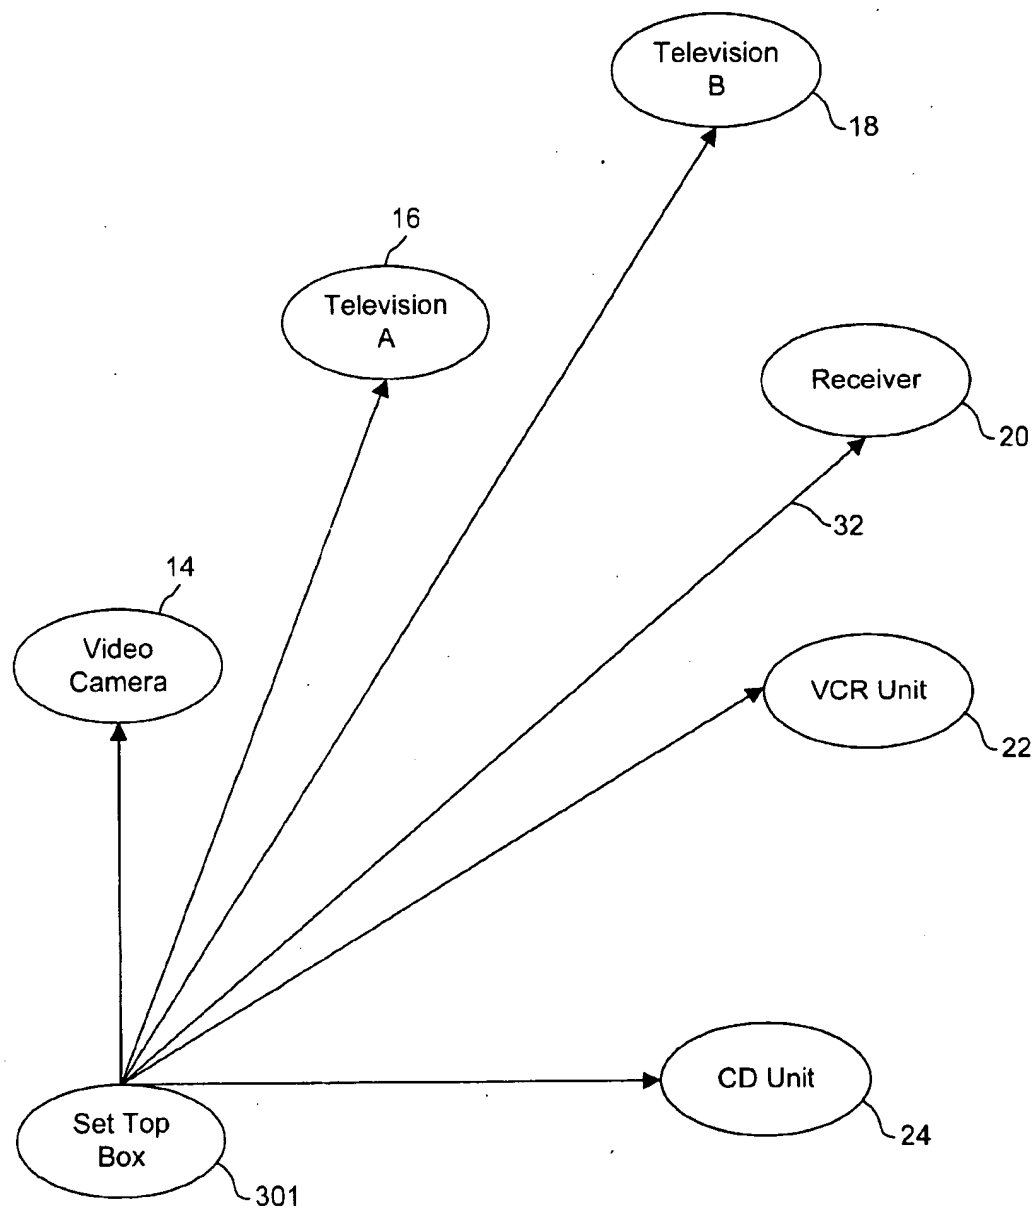 Television
B
18
16
Television
A
Receiver
20
32
14
Video
Camera
VCR Unit
22
CD Unit
24
Set Top
Box
301